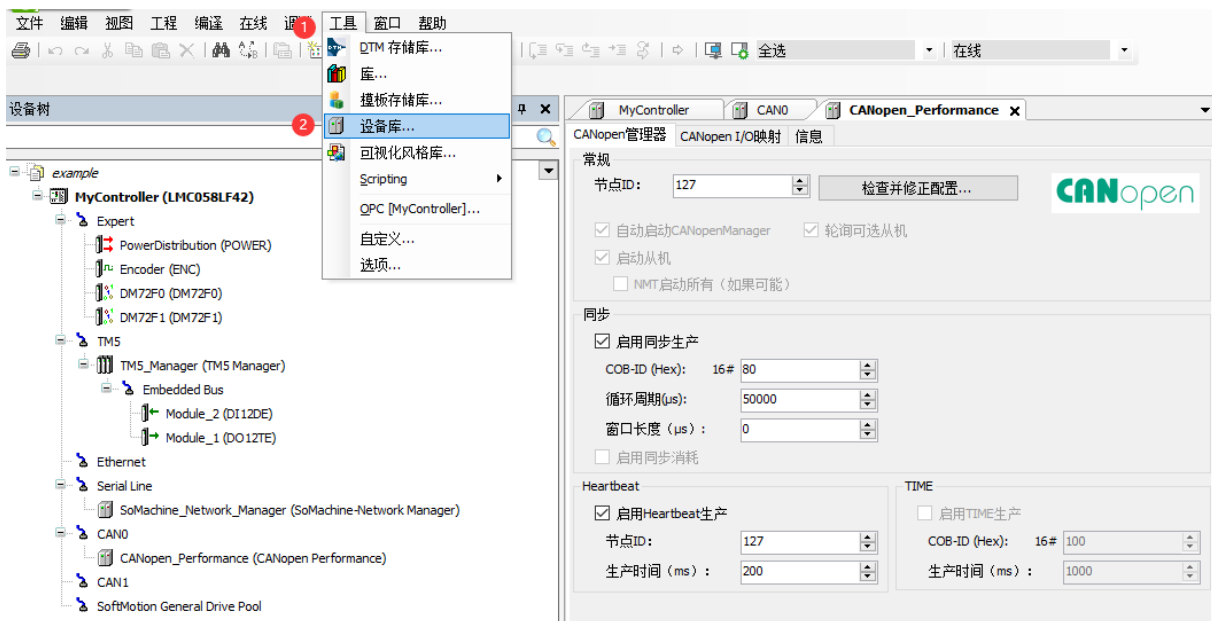 文件 编辑 视图 工程 编译 在线 调 1 工具 窗口 帮助
全选 在线
DTM 存储库...
库...
撞板存储库...
2 设备库...
可视化风格库...
Scripting
OPC [MyController]...
自定义...
选项...
设备树
example
MyController (LMC058LF42)
Expert
PowerDistribution (POWER)
Encoder (ENC)
DM72F0 (DM72F0)
DM72F1 (DM72F1)
TM5
TM5_Manager (TM5 Manager)
Embedded Bus
Module_2 (DI12DE)
Module_1 (DO12TE)
Ethernet
Serial Line
SoMachine_Network_Manager (SoMachine-Network Manager)
CAN0
CANopen_Performance (CANopen Performance)
CAN1
SoftMotion General Drive Pool
MyController CAN0 CANopen_Performance
CANopen管理器 CANopen I/O映射 信息
常规
节点ID: 127 检查并修正配置... CANopen
自动启动CANopenManager 轮询可选从机
启动从机
NMT启动所有（如果可能）
同步
启用同步生产
COB-ID (Hex): 16# 80
循环周期(μs): 50000
窗口长度（μs）: 0
启用同步消耗
Heartbeat TIME
启用Heartbeat生产 启用TIME生产
节点ID: 127 COB-ID (Hex): 16# 100
生产时间（ms）: 200 生产时间（ms）: 1000